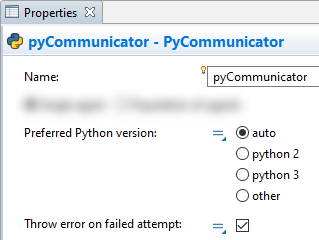 Properties
pyCommunicator - PyCommunicator
Name: pyCommunicator
Preferred Python version: auto
python 2
python 3
other
Throw error on failed attempt: